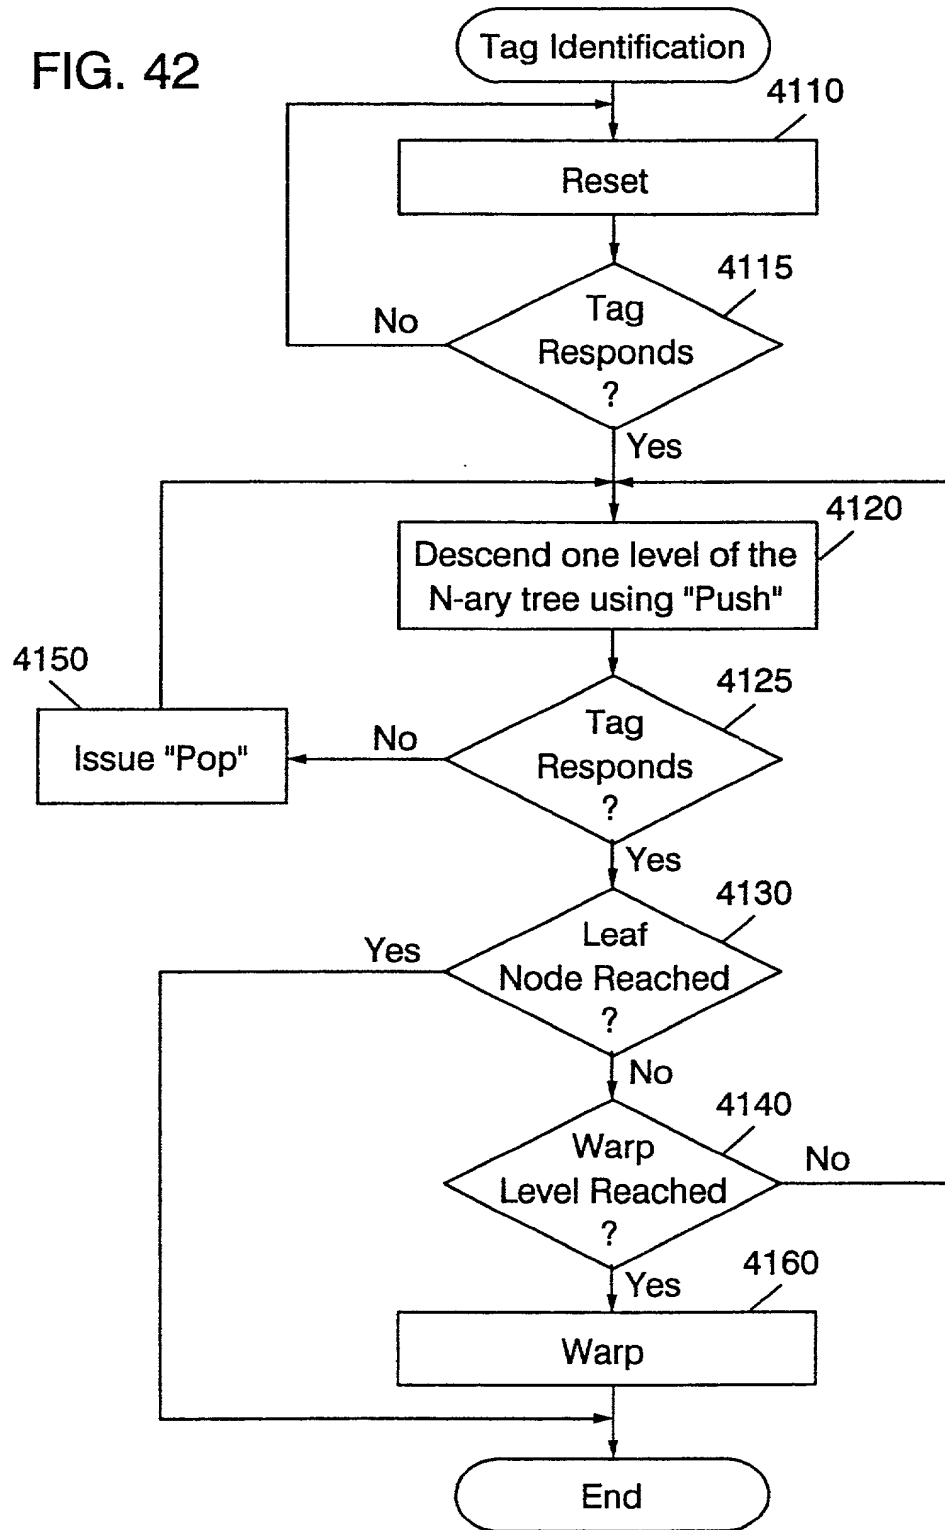 FIG. 42
Tag Identification
4110
Reset
4115
Tag
Responds
?
No
Yes
4120
Descend one level of the
N-ary tree using "Push"
4150
Issue "Pop"
4125
Tag
Responds
?
No
Yes
4130
Leaf
Node Reached
?
Yes
No
4140
Warp
Level Reached
?
No
Yes
4160
Warp
End